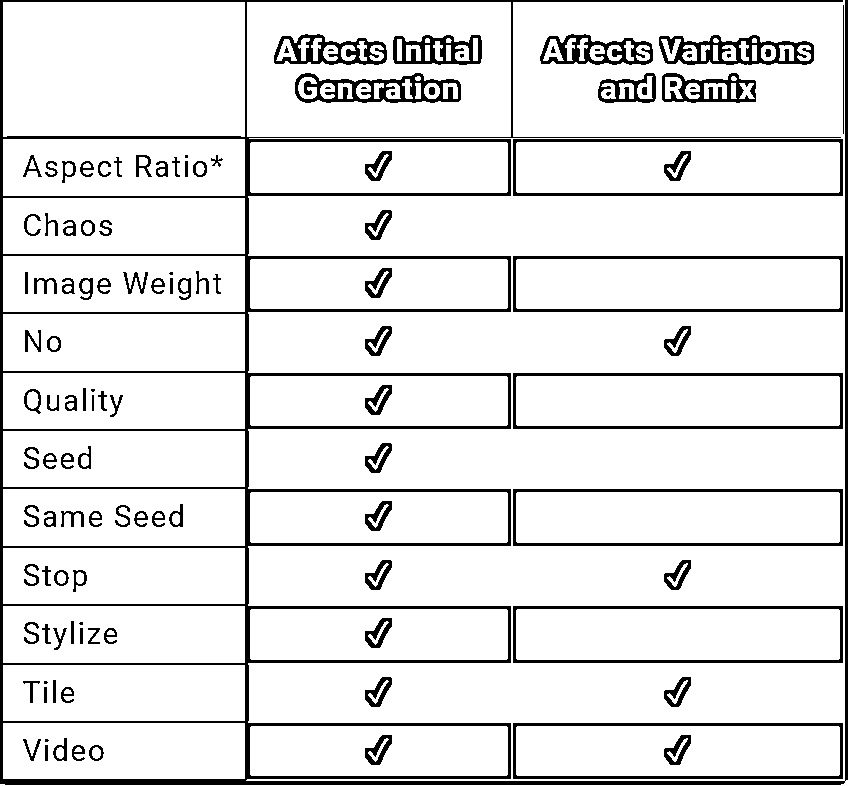 Affects Initial
Generation
Affects Variations
and Remix
Aspect Ratio* ✓ ✓
Chaos ✓
Image Weight ✓
No ✓ ✓
Quality ✓
Seed ✓
Same Seed ✓
Stop ✓ ✓
Stylize ✓
Tile ✓ ✓
Video ✓ ✓